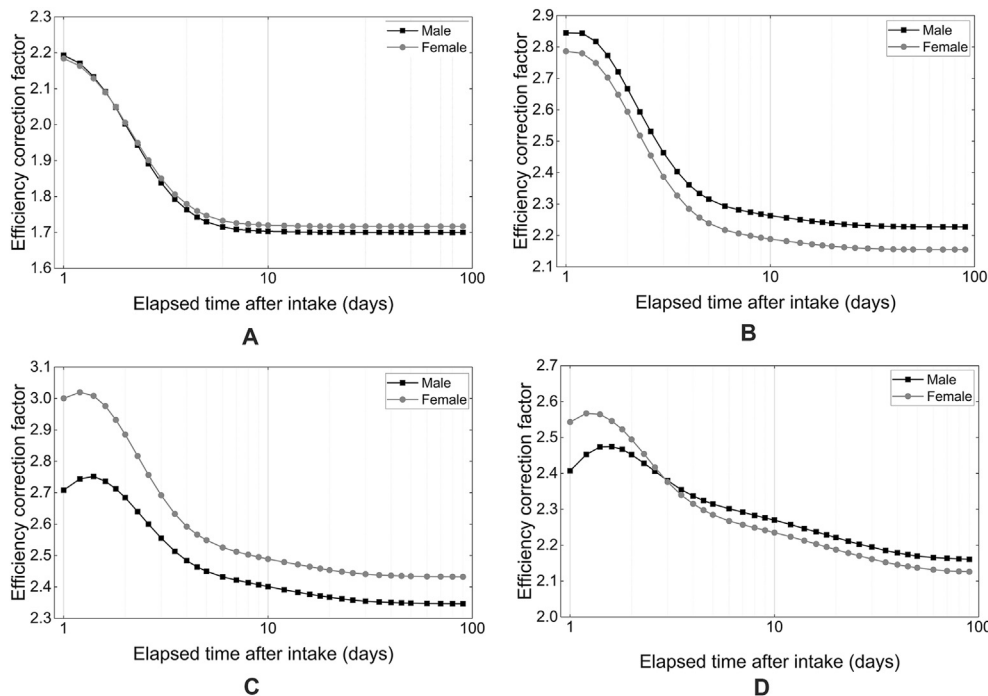 2.3
2.2
2.1
2.0
1.9
1.8
1.7
1.6
Efficiency correction factor
Male
Female
1
10
100
Elapsed time after intake (days)
A
2.9
2.8
2.7
2.6
2.5
2.4
2.3
2.2
2.1
Efficiency correction factor
Male
Female
1
10
100
Elapsed time after intake (days)
B
3.1
3.0
2.9
2.8
2.7
2.6
2.5
2.4
2.3
Efficiency correction factor
Male
Female
1
10
100
Elapsed time after intake (days)
C
2.7
2.6
2.5
2.4
2.3
2.2
2.1
2.0
Efficiency correction factor
Male
Female
1
10
100
Elapsed time after intake (days)
D